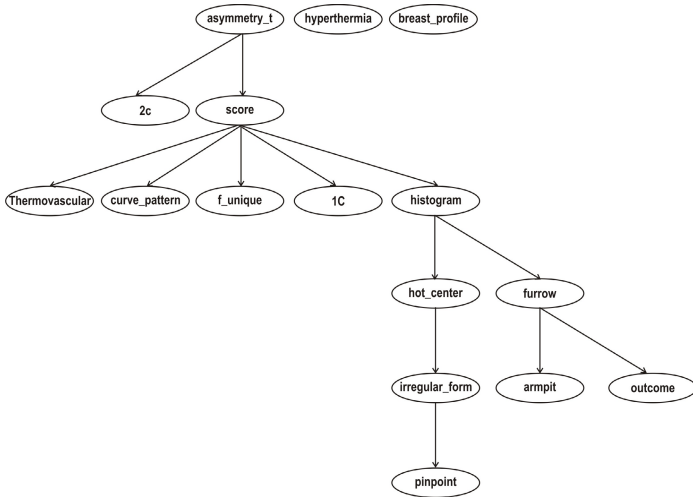 asymmetry_t
hyperthermia
breast_profile
2c
score
Thermovascular
curve_pattern
f_unique
1C
histogram
hot_center
furrow
irregular_form
armpit
outcome
pinpoint